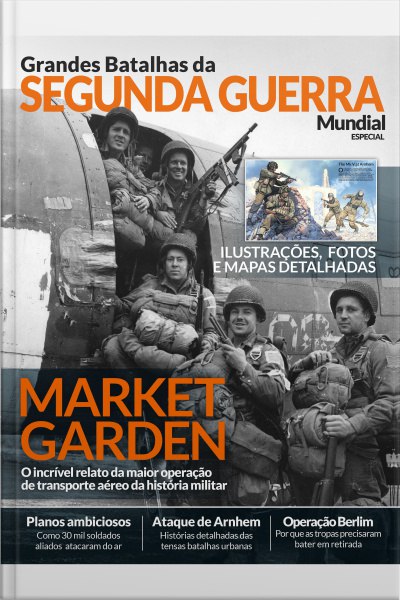 Grandes Batalhas da
SEGUNDA GUERRA
Mundial
ESPECIAL
ILUSTRAÇÕES, FOTOS
E MAPAS DETALHADAS
MARKET
GARDEN
O incrível relato da maior operação
de transporte aéreo da história militar
Planos ambiciosos
Como 30 mil soldados
aliados atacaram do ar
Ataque de Arnhem
Histórias detalhadas das
tensas batalhas urbanas
Operação Berlim
Por que as tropas precisaram
bater em retirada